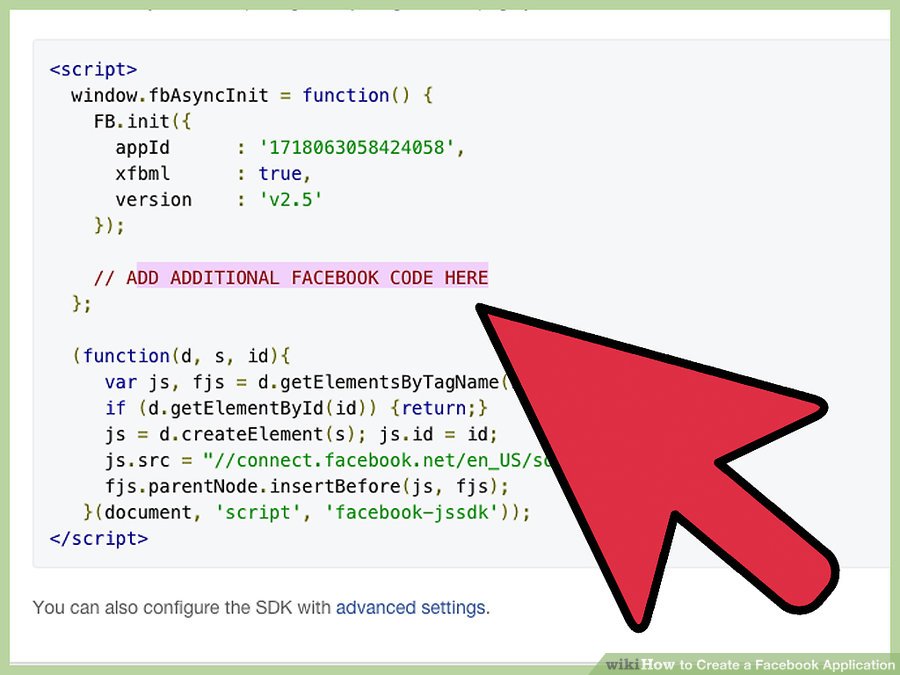 <script>
window.fbAsyncInit = function() {
FB.init({
appId : '1718063058424058',
xfbml : true,
version : 'v2.5'
});
// ADD ADDITIONAL FACEBOOK CODE HERE
};
(function(d, s, id){
var js, fjs = d.getElementsByTagName(
if (d.getElementById(id)) {return;}
js = d.createElement(s); js.id = id;
js.src = "//connect.facebook.net/en_US/
fjs.parentNode.insertBefore(js, fjs);
}(document, 'script', 'facebook-jssdk'));
</script>
You can also configure the SDK with advanced settings.
wikiHow to Create a Facebook Application